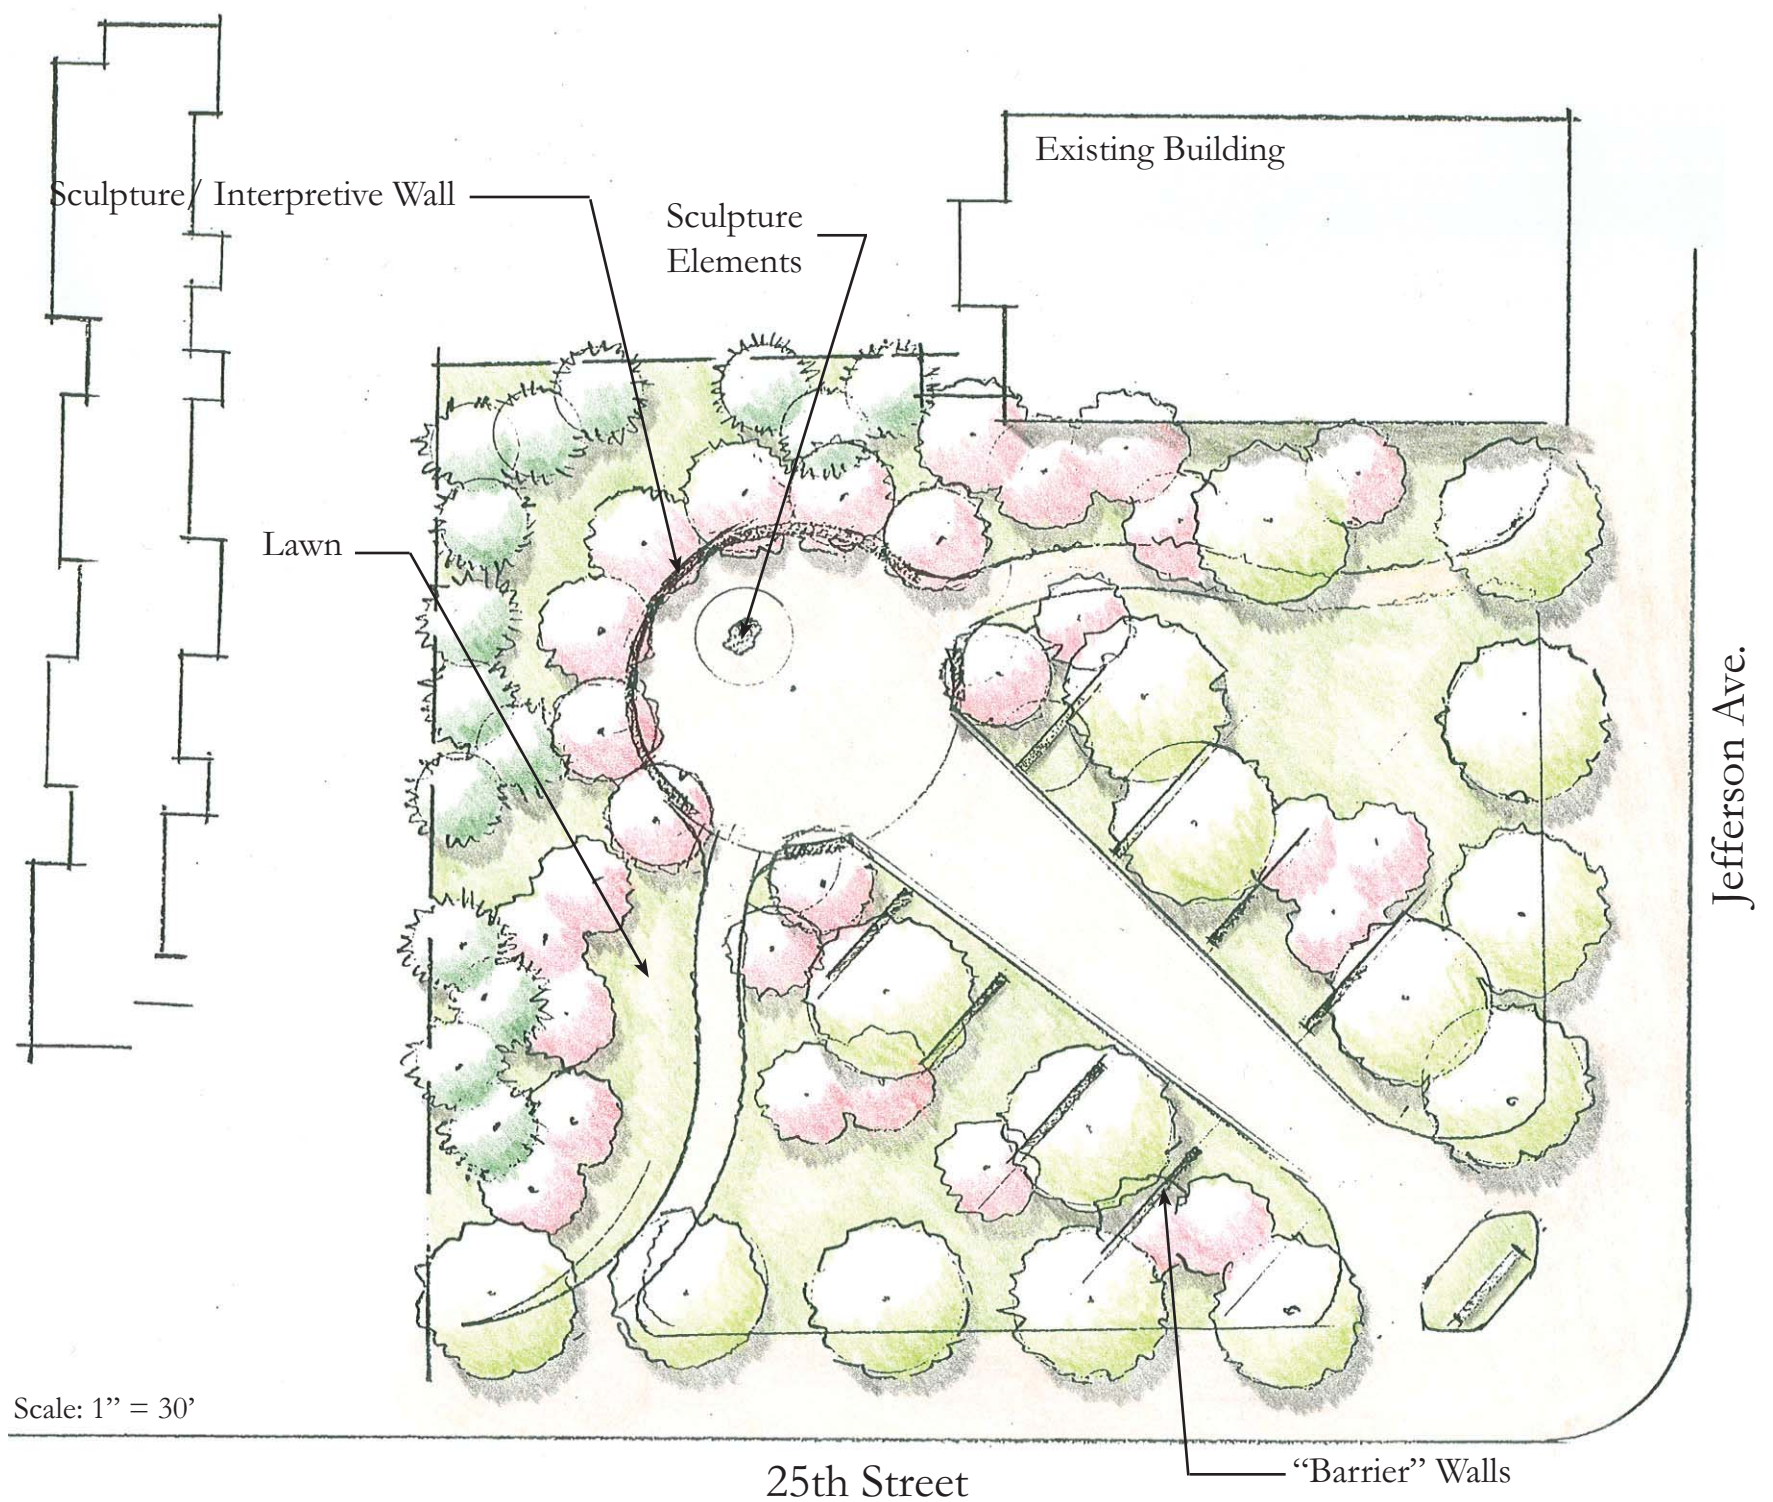 Existing Building
Sculpture/ Interpretive Wall
Sculpture
Elements
Lawn
Jefferson Ave.
Scale: 1” = 30’
“Barrier” Walls
25th Street